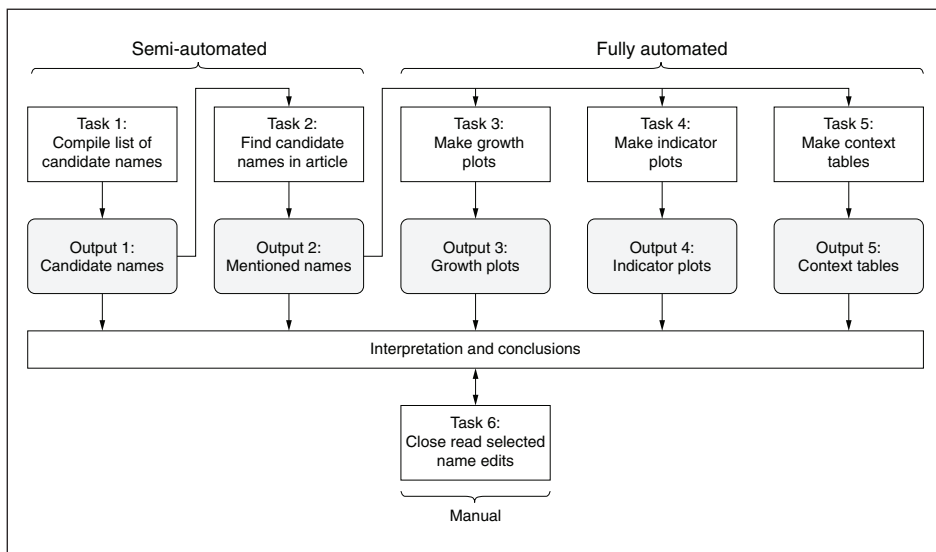 Semi-automated
Fully automated
Task 1:
Compile list of
candidate names
Task 2:
Find candidate
names in article
Task 3:
Make growth
plots
Task 4:
Make indicator
plots
Task 5:
Make context
tables
Output 1:
Candidate names
Output 2:
Mentioned names
Output 3:
Growth plots
Output 4:
Indicator plots
Output 5:
Context tables
Interpretation and conclusions
Task 6:
Close read selected
name edits
Manual